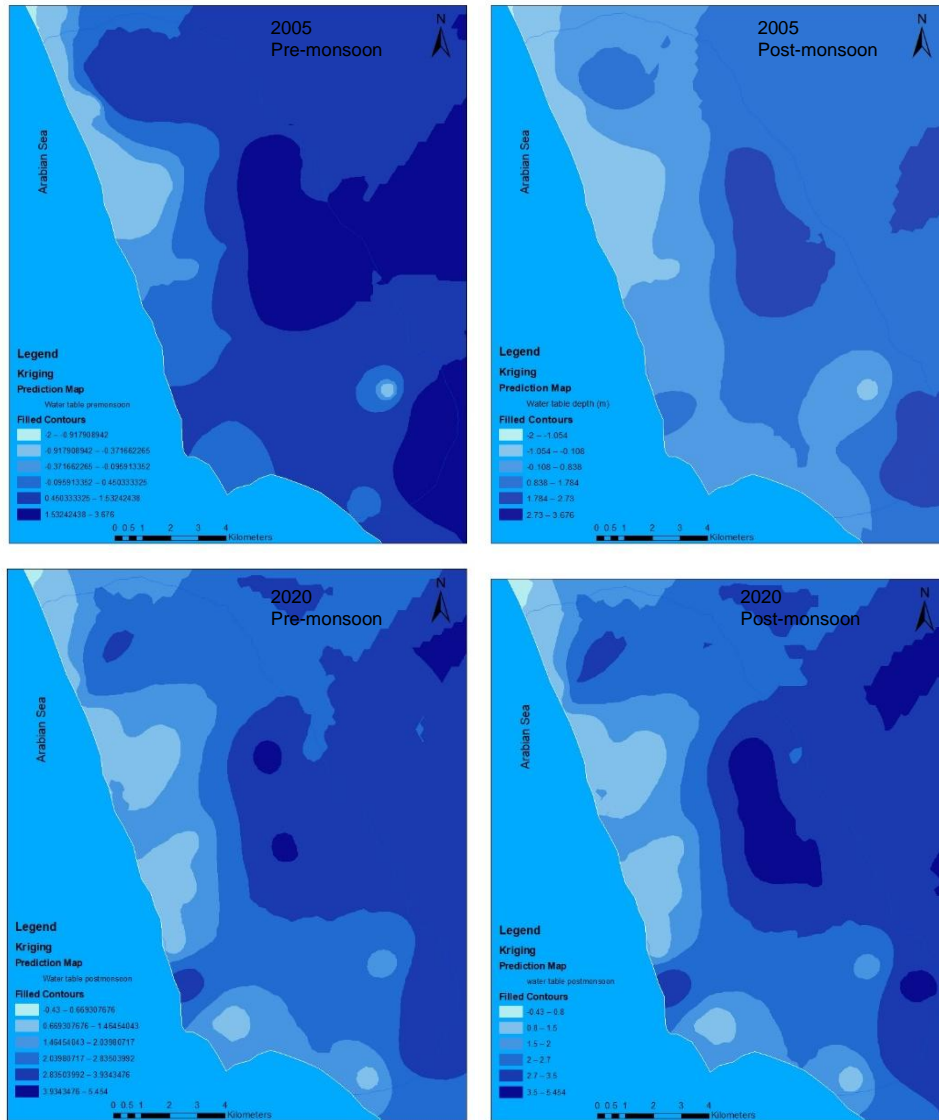 2005
Pre-monsoon
N
Arabian Sea
Legend
Kriging
Prediction Map
Water table premonsoon
Filled Contours
-2 – -0.917908942
-0.917908942 – -0.371662265
-0.371662265 – -0.095913352
-0.095913352 – 0.450333325
0.450333325 – 1.53242438
1.53242438 – 3.676
0 0.5 1 2 3 4
Kilometers
2005
Post-monsoon
N
Arabian Sea
Legend
Kriging
Prediction Map
Water table depth (m)
Filled Contours
-2 – -1.054
-1.054 – -0.108
-0.108 – 0.838
0.838 – 1.784
1.784 – 2.73
2.73 – 3.676
0 0.5 1 2 3 4
Kilometers
2020
Pre-monsoon
N
Arabian Sea
Legend
Kriging
Prediction Map
Water table postmonsoon
Filled Contours
-0.43 – 0.669307676
0.669307676 – 1.46454043
1.46454043 – 2.03980717
2.03980717 – 2.83503992
2.83503992 – 3.9343476
3.9343476 – 5.454
0 0.5 1 2 3 4
Kilometers
2020
Post-monsoon
N
Arabian Sea
Legend
Kriging
Prediction Map
water table postmonsoon
Filled Contours
-0.43 – 0.8
0.8 – 1.5
1.5 – 2
2 – 2.7
2.7 – 3.5
3.5 – 5.454
0 0.5 1 2 3 4
Kilometers